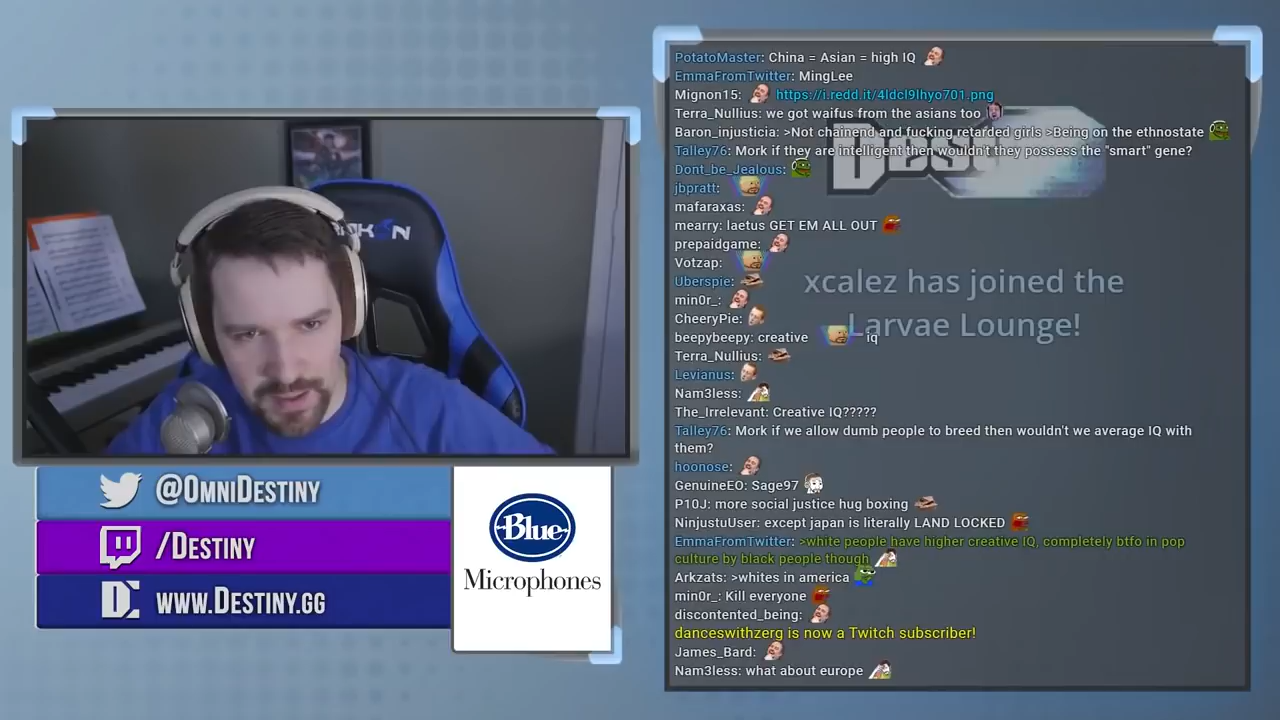 @OmniDestiny
/Destiny
www.Destiny.gg
Blue
Microphones
PotatoMaster: China = Asian = high IQ
EmmaFromTwitter: MingLee
Mignon15: https://i.redd.it/4ldcl9lhyo701.png
Terra_Nullius: we got waifus from the asians too
Baron_injusticia: >Not chainend and fucking retarded girls >Being on the ethnostate
Talley76: Mork if they are intelligent then wouldn't they possess the "smart" gene?
Dont_be_Jealous:
jbpratt:
mafaraxas:
mearry: laetus GET EM ALL OUT
prepaidgame:
Votzap:
Uberspie:
min0r_:
CheeryPie:
beepybeepy: creative iq
Terra_Nullius:
Levianus:
Nam3less:
The_Irrelevant: Creative IQ?????
Talley76: Mork if we allow dumb people to breed then wouldn't we average IQ with
them?
hoonose:
GenuineEO: Sage97
P10J: more social justice hug boxing
NinjustuUser: except japan is literally LAND LOCKED
EmmaFromTwitter: >white people have higher creative IQ, completely btfo in pop
culture by black people though
Arkzats: >whites in america
min0r_: Kill everyone
discontented_being:
danceswithzerg is now a Twitch subscriber!
James_Bard:
Nam3less: what about europe
xcalez has joined the
Larvae Lounge!